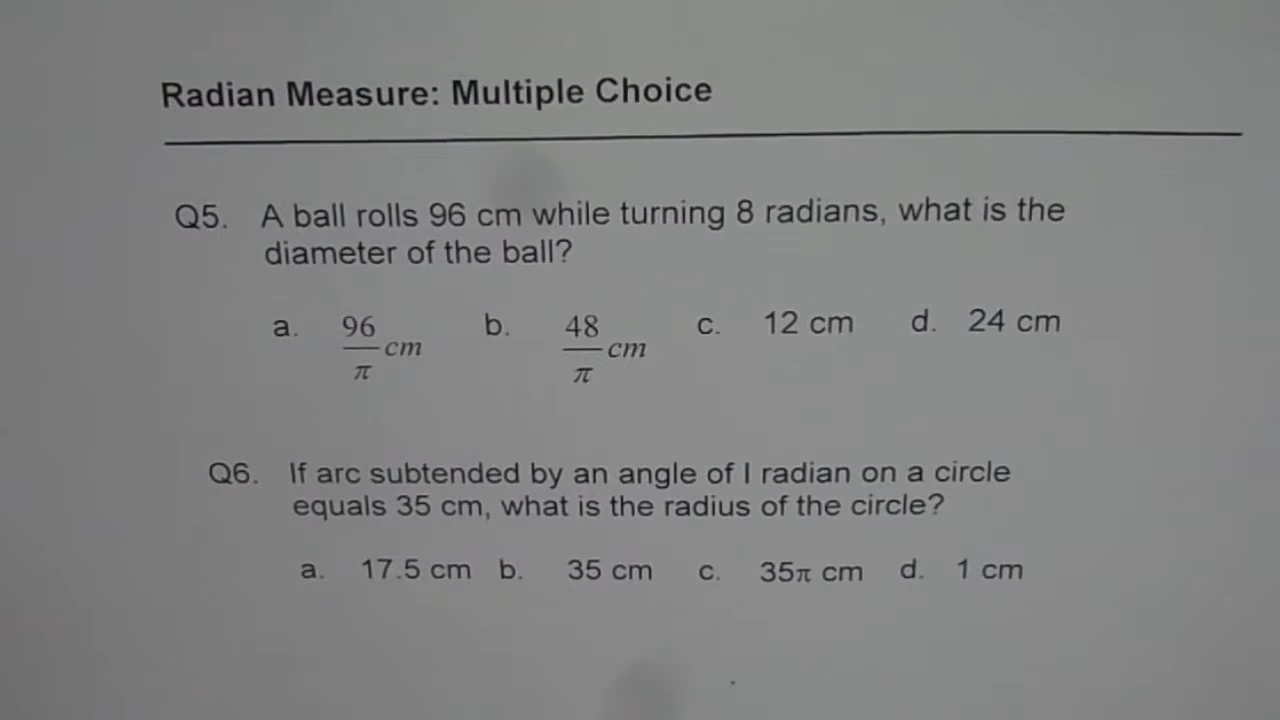 Radian Measure: Multiple Choice
Q5. A ball rolls 96 cm while turning 8 radians, what is the
diameter of the ball?
a. 96/π cm b. 48/π cm c. 12 cm d. 24 cm
Q6. If arc subtended by an angle of I radian on a circle
equals 35 cm, what is the radius of the circle?
a. 17.5 cm b. 35 cm c. 35π cm d. 1 cm